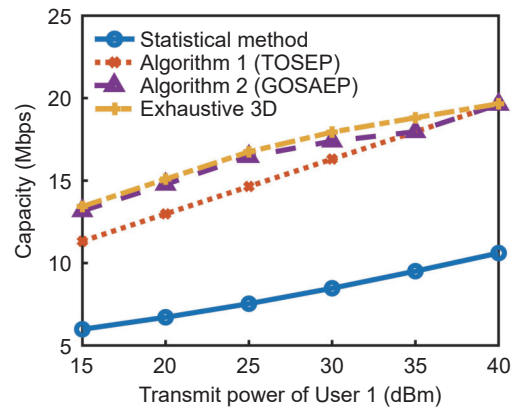 25
20
15
10
5
Capacity (Mbps)
Statistical method
Algorithm 1 (TOSEP)
Algorithm 2 (GOSAEP)
Exhaustive 3D
15 20 25 30 35 40
Transmit power of User 1 (dBm)